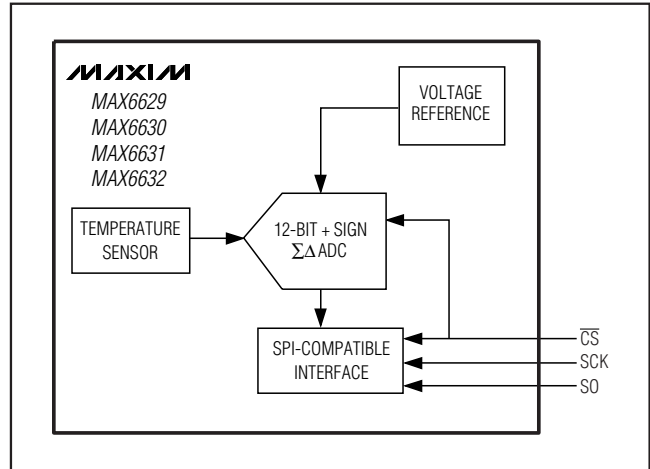 MAXIM
MAX6629
MAX6630
MAX6631
MAX6632
VOLTAGE
REFERENCE
TEMPERATURE
SENSOR
12-BIT + SIGN
ΣΔ ADC
SPI-COMPATIBLE
INTERFACE
C̅S̅
SCK
SO